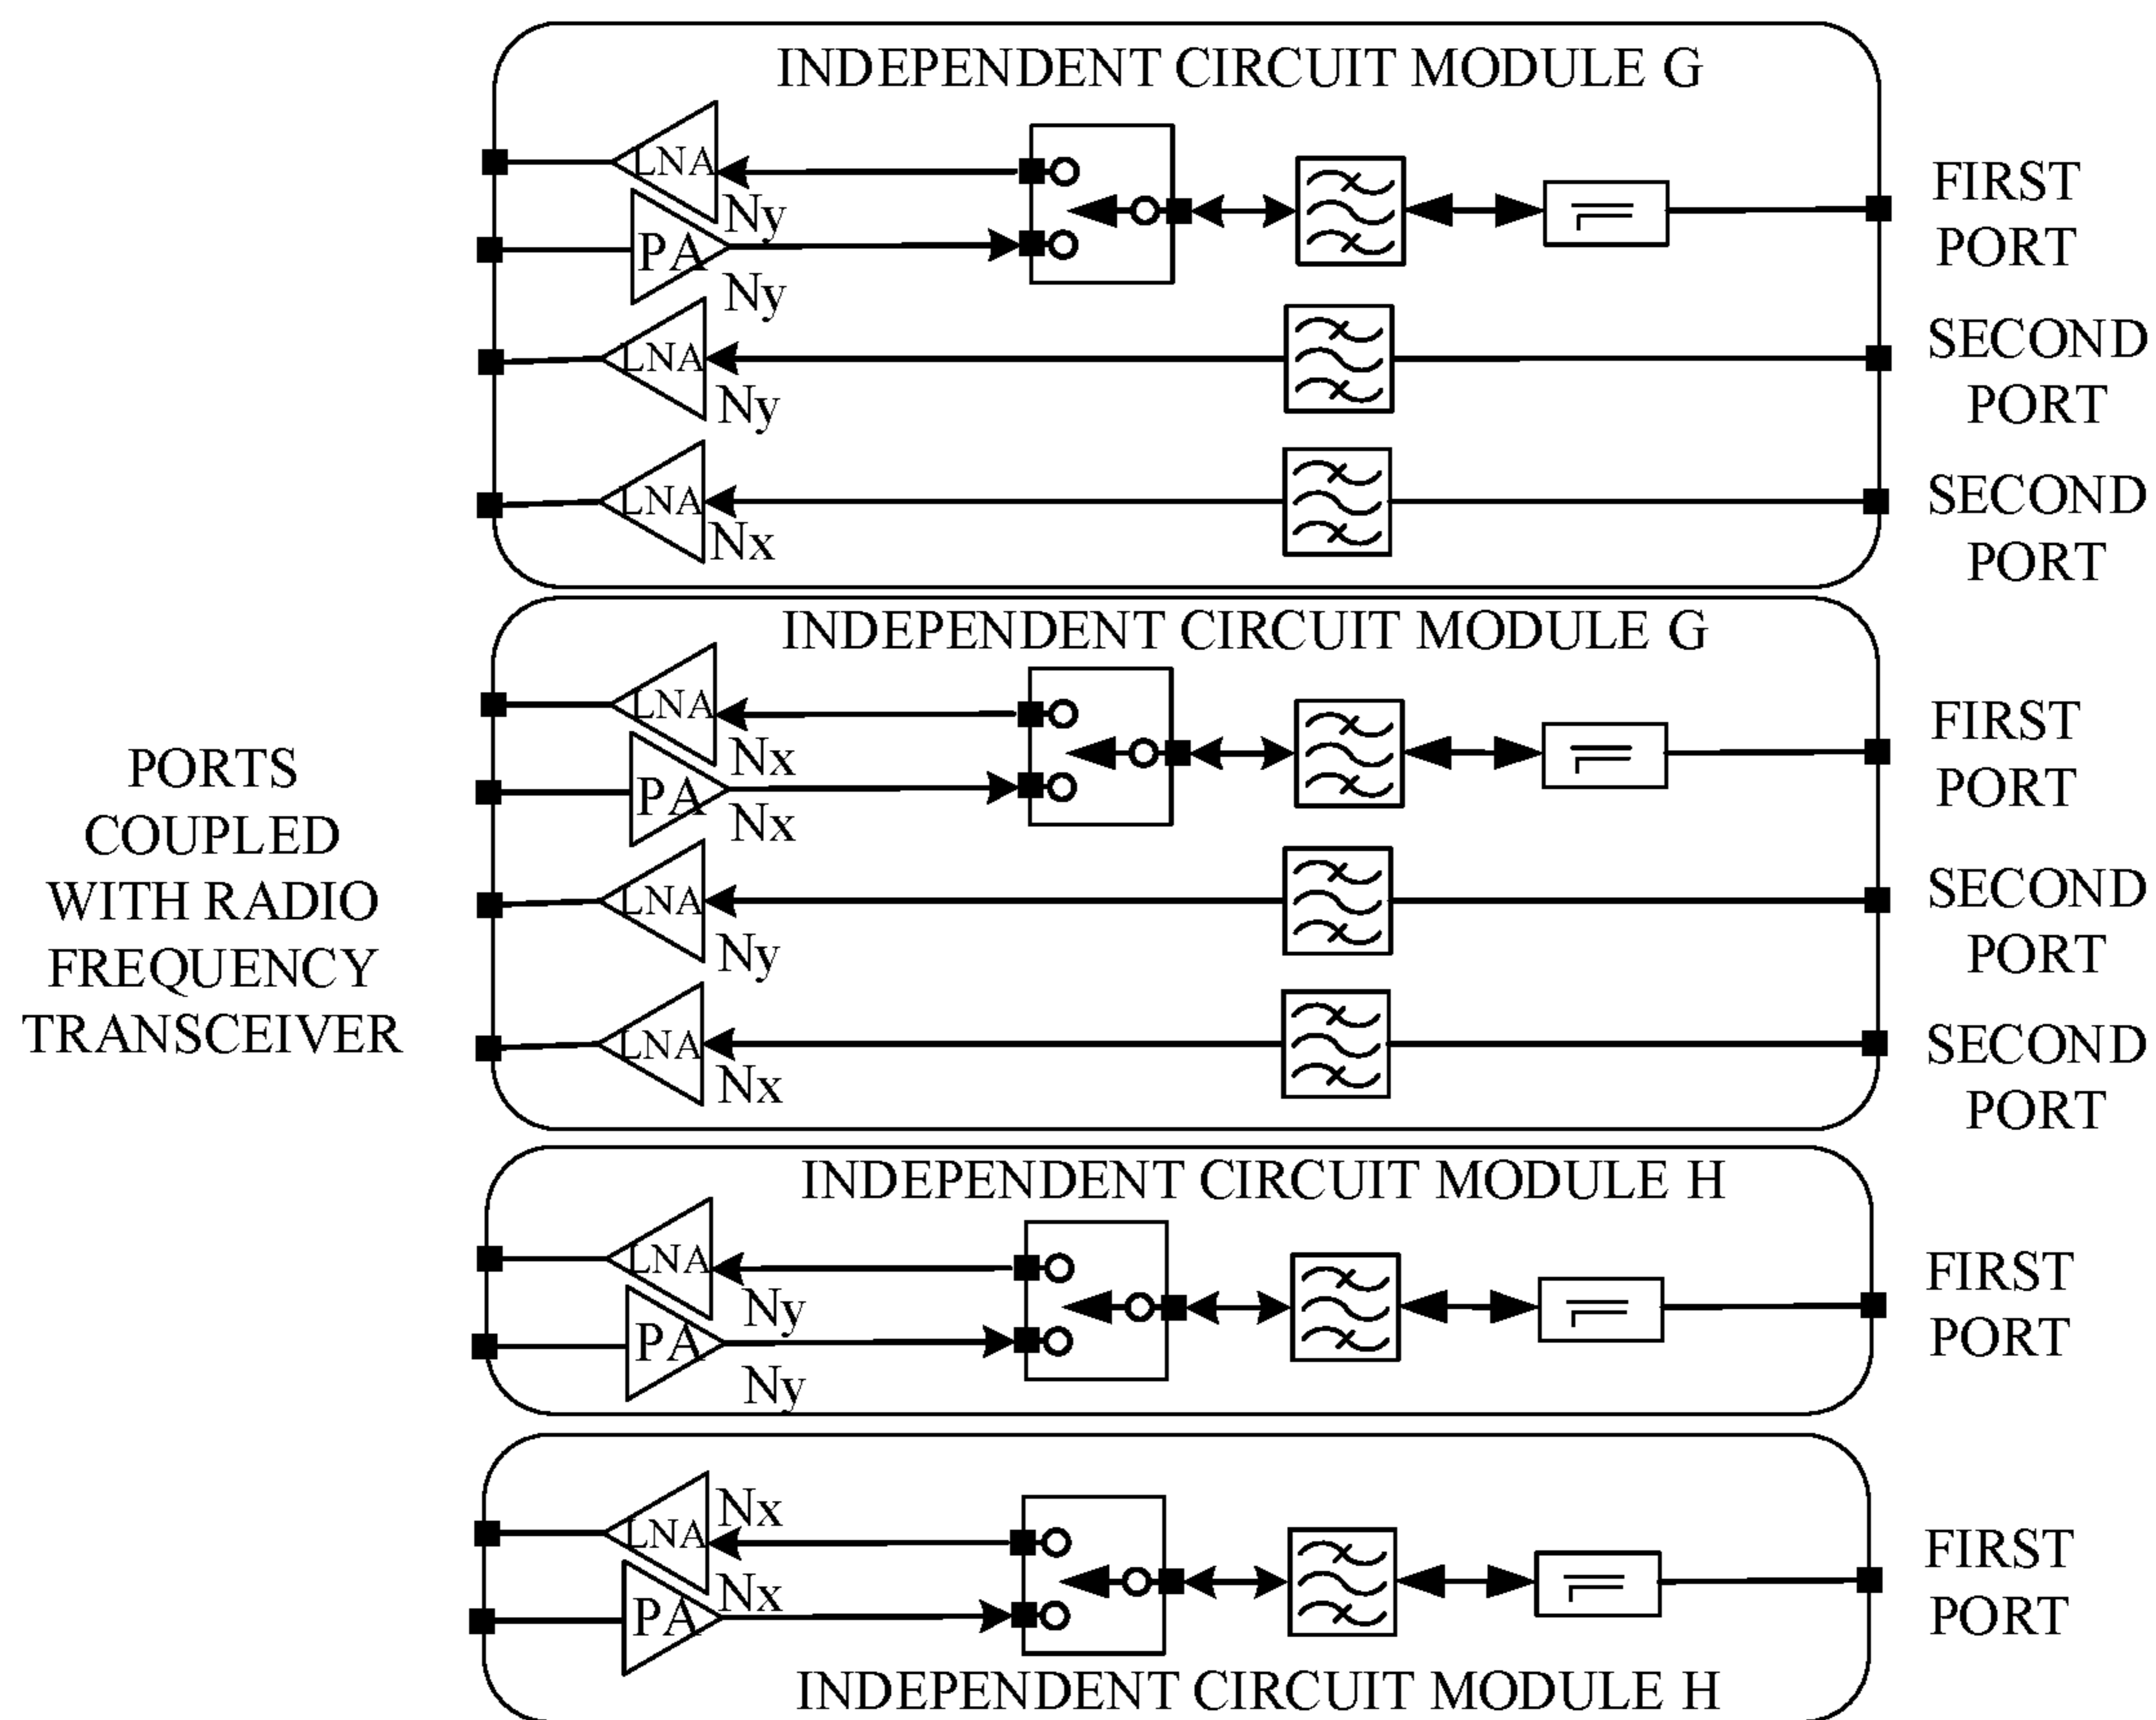 INDEPENDENT CIRCUIT MODULE G
LNA
Ny
PA
Ny
LNA
Ny
LNA
Nx
FIRST
PORT
SECOND
PORT
SECOND
PORT
INDEPENDENT CIRCUIT MODULE G
LNA
Nx
PA
Nx
LNA
Ny
LNA
Nx
FIRST
PORT
SECOND
PORT
SECOND
PORT
PORTS
COUPLED
WITH RADIO
FREQUENCY
TRANSCEIVER
INDEPENDENT CIRCUIT MODULE H
LNA
Ny
PA
Ny
FIRST
PORT
Nx
LNA
Nx
PA
FIRST
PORT
INDEPENDENT CIRCUIT MODULE H